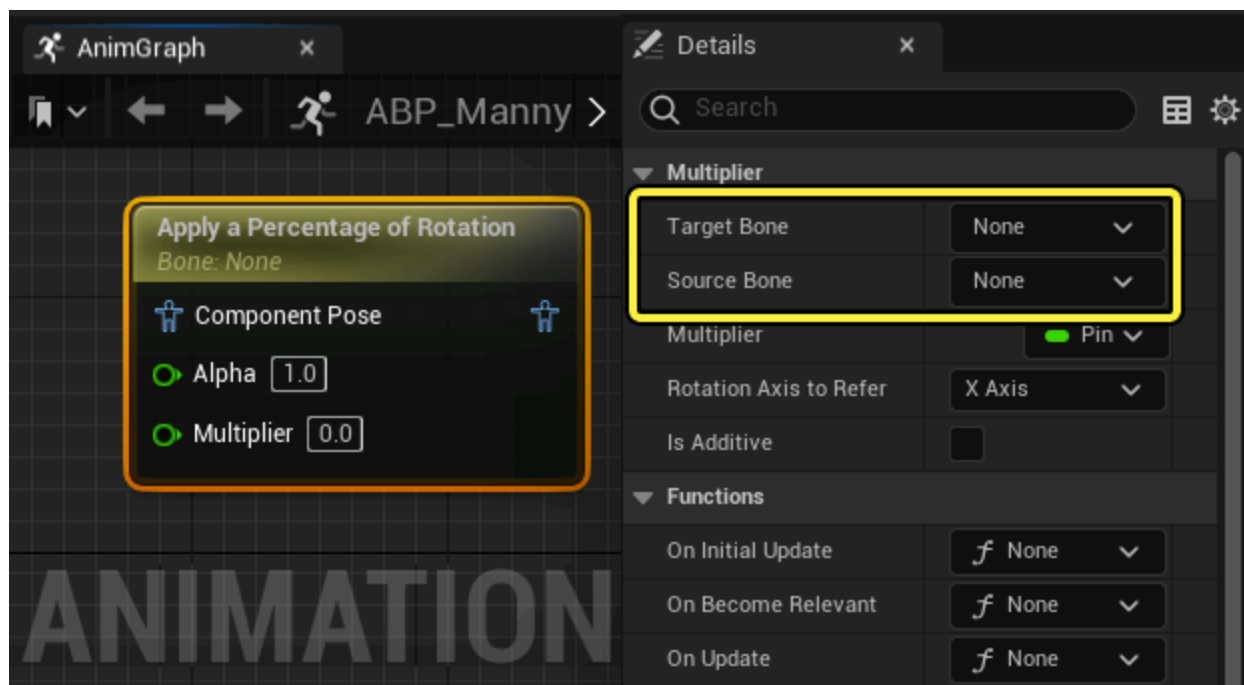 AnimGraph
ABP_Manny
Apply a Percentage of Rotation
Bone: None
Component Pose
Alpha 1.0
Multiplier 0.0
ANIMATION
Details
Search
Multiplier
Target Bone None
Source Bone None
Multiplier Pin
Rotation Axis to Refer X Axis
Is Additive
Functions
On Initial Update f None
On Become Relevant f None
On Update f None